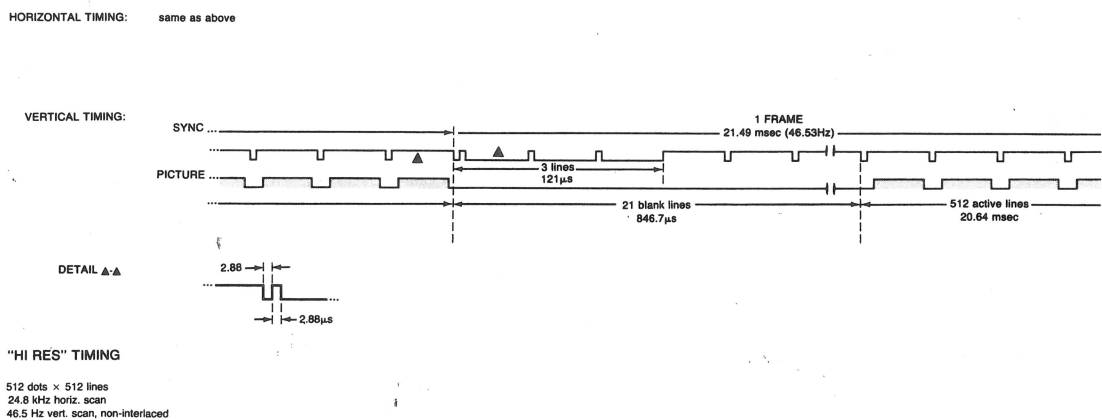 HORIZONTAL TIMING: same as above
VERTICAL TIMING:
1 FRAME
SYNC ...
21.49 msec (46.53Hz)
3 lines
121μs
PICTURE ...
21 blank lines
846.7μs
512 active lines
20.64 msec
DETAIL ▲-▲
2.88
2.88μs
"HI RES" TIMING
512 dots × 512 lines
24.8 kHz horiz. scan
46.5 Hz vert. scan, non-interlaced